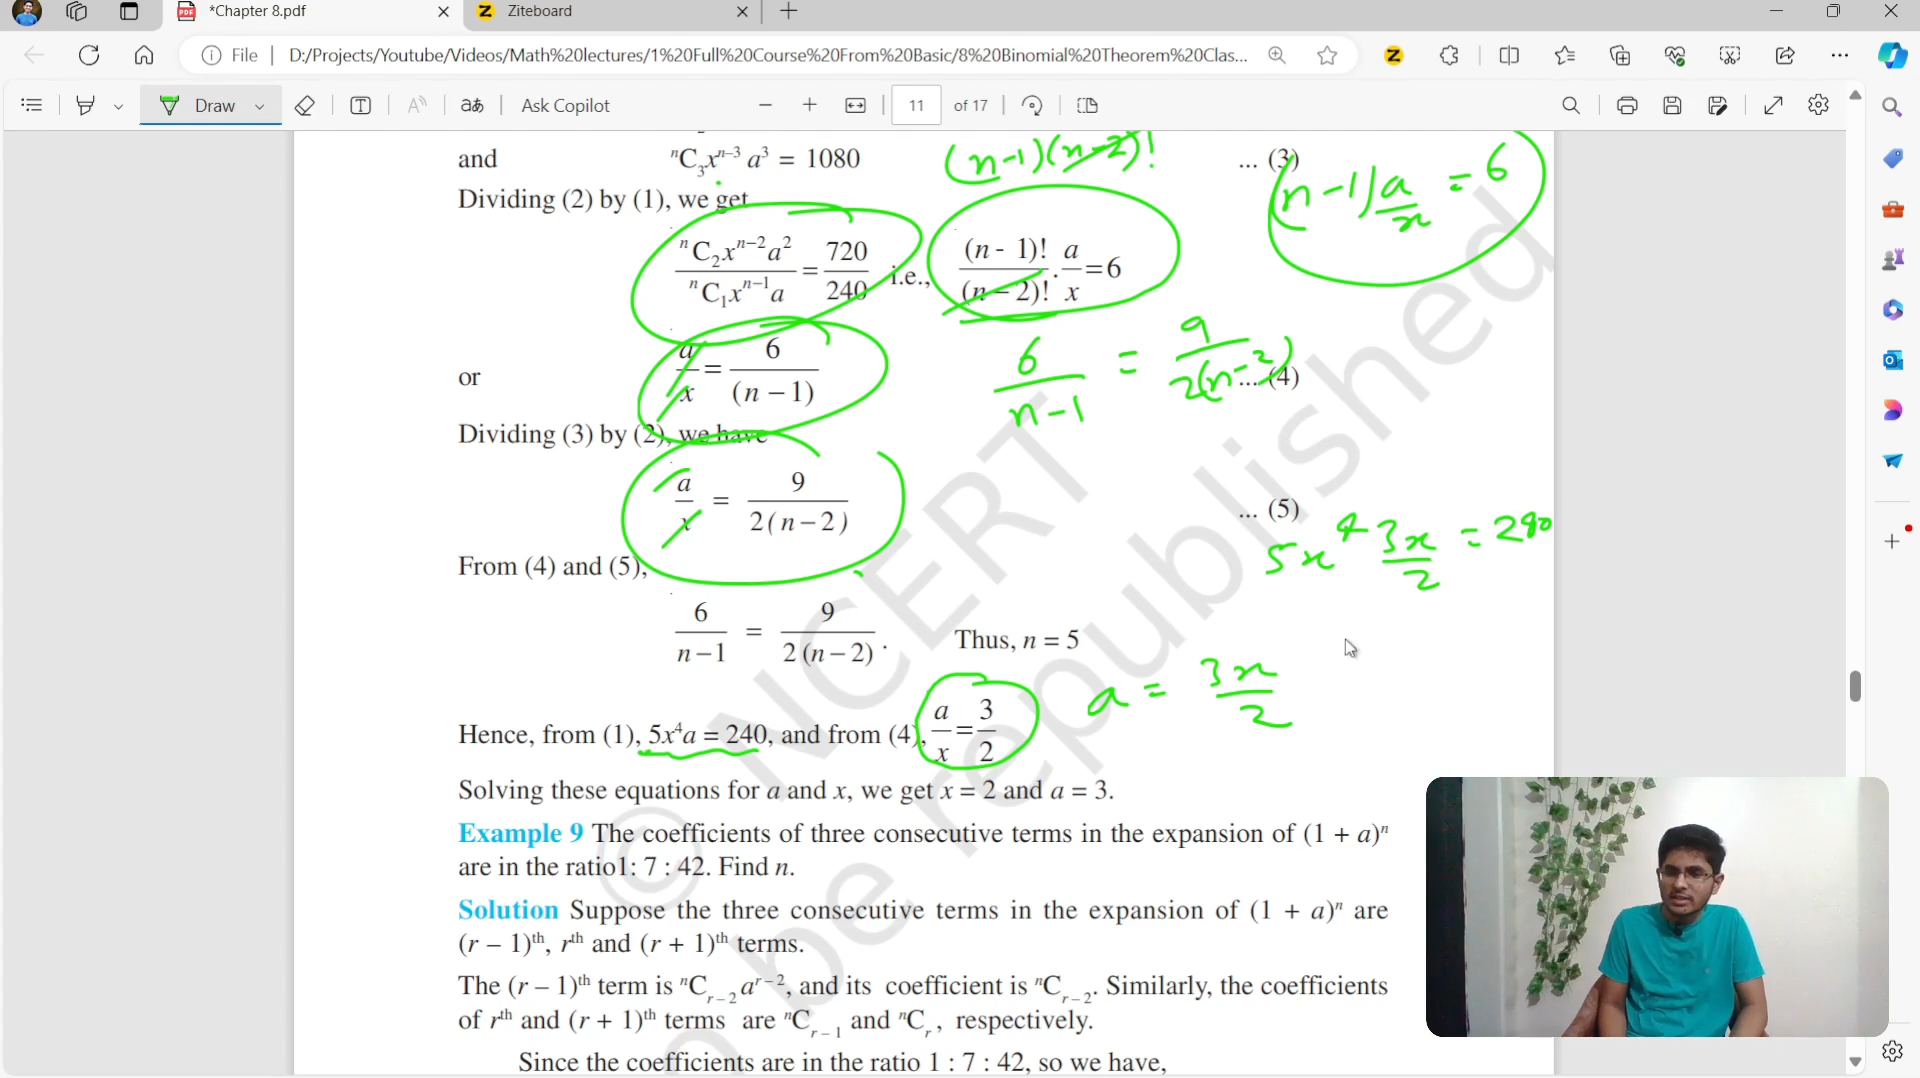 *Chapter 8.pdf
Ziteboard
File
D:/Projects/Youtube/Videos/Math%20lectures/1%20Full%20Course%20From%20Basic/8%20Binomial%20Theorem%20Clas...
Draw
Ask Copilot
11 of 17
and ⁿC₃xⁿ⁻³ a³ = 1080 ... (3)
(n-1)(n-2)!
(n-1) a/x = 6
Dividing (2) by (1), we get
ⁿC₂xⁿ⁻²a² / ⁿC₁xⁿ⁻¹a = 720/240 i.e., (n - 1)!/(n - 2)! . a/x = 6
or a/x = 6/(n – 1) ... (4)
6/n-1 = 9/2(n-2)
Dividing (3) by (2), we have
a/x = 9/2(n – 2) ... (5)
5x⁴ 3x/2 = 240
From (4) and (5),
6/n–1 = 9/2(n–2) . Thus, n = 5
a = 3x/2
Hence, from (1), 5x⁴a = 240, and from (4), a/x = 3/2
Solving these equations for a and x, we get x = 2 and a = 3.
Example 9 The coefficients of three consecutive terms in the expansion of (1 + a)ⁿ
are in the ratio1: 7 : 42. Find n.
Solution Suppose the three consecutive terms in the expansion of (1 + a)ⁿ are
(r – 1)th, rth and (r + 1)th terms.
The (r – 1)th term is ⁿCr – 2 ar – 2, and its coefficient is ⁿCr – 2. Similarly, the coefficients
of rth and (r + 1)th terms are ⁿCr – 1 and ⁿCr, respectively.
Since the coefficients are in the ratio 1 : 7 : 42, so we have,
© NCERT
be republished